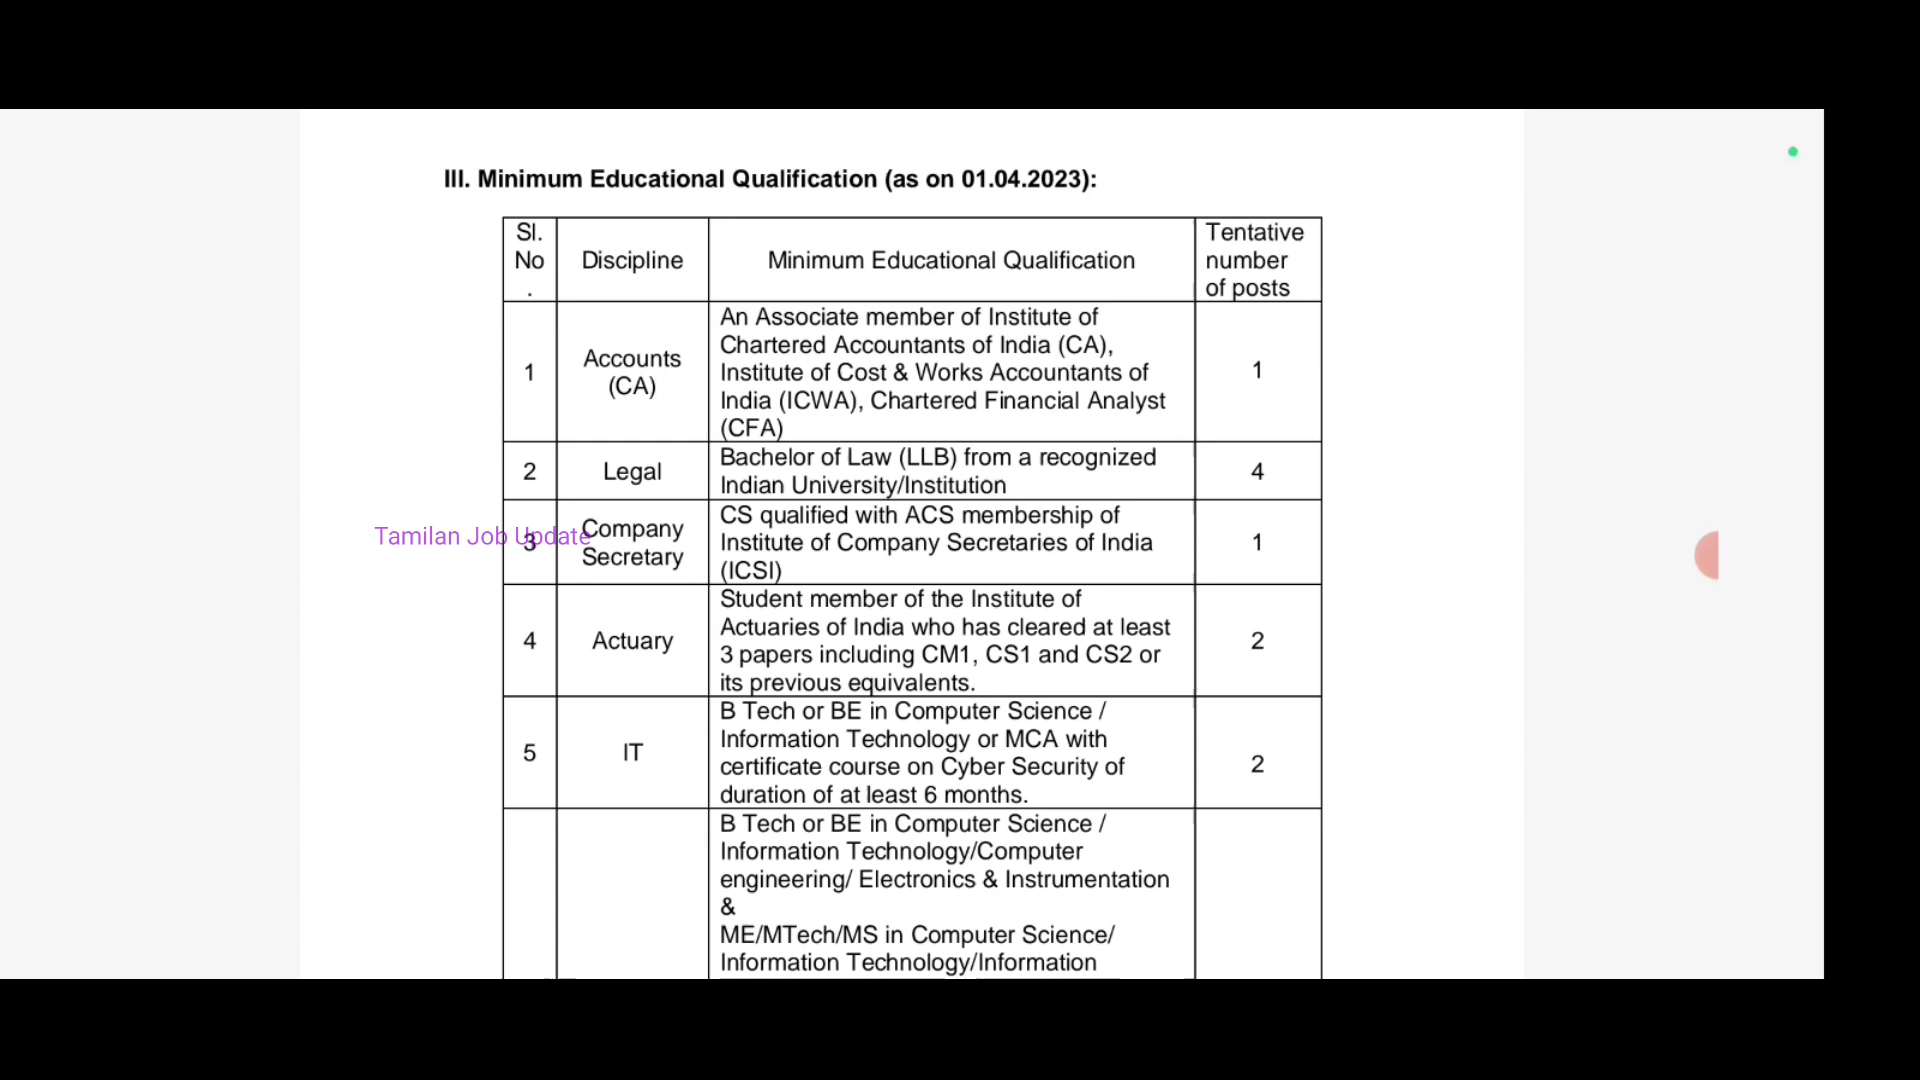 III. Minimum Educational Qualification (as on 01.04.2023):
Sl.
No
.
Discipline
Minimum Educational Qualification
Tentative
number
of posts
1
Accounts
(CA)
An Associate member of Institute of
Chartered Accountants of India (CA),
Institute of Cost & Works Accountants of
India (ICWA), Chartered Financial Analyst
(CFA)
1
2
Legal
Bachelor of Law (LLB) from a recognized
Indian University/Institution
4
Tamilan Job Update
3
Company
Secretary
CS qualified with ACS membership of
Institute of Company Secretaries of India
(ICSI)
1
4
Actuary
Student member of the Institute of
Actuaries of India who has cleared at least
3 papers including CM1, CS1 and CS2 or
its previous equivalents.
2
5
IT
B Tech or BE in Computer Science /
Information Technology or MCA with
certificate course on Cyber Security of
duration of at least 6 months.
2
B Tech or BE in Computer Science /
Information Technology/Computer
engineering/ Electronics & Instrumentation
&
ME/MTech/MS in Computer Science/
Information Technology/Information